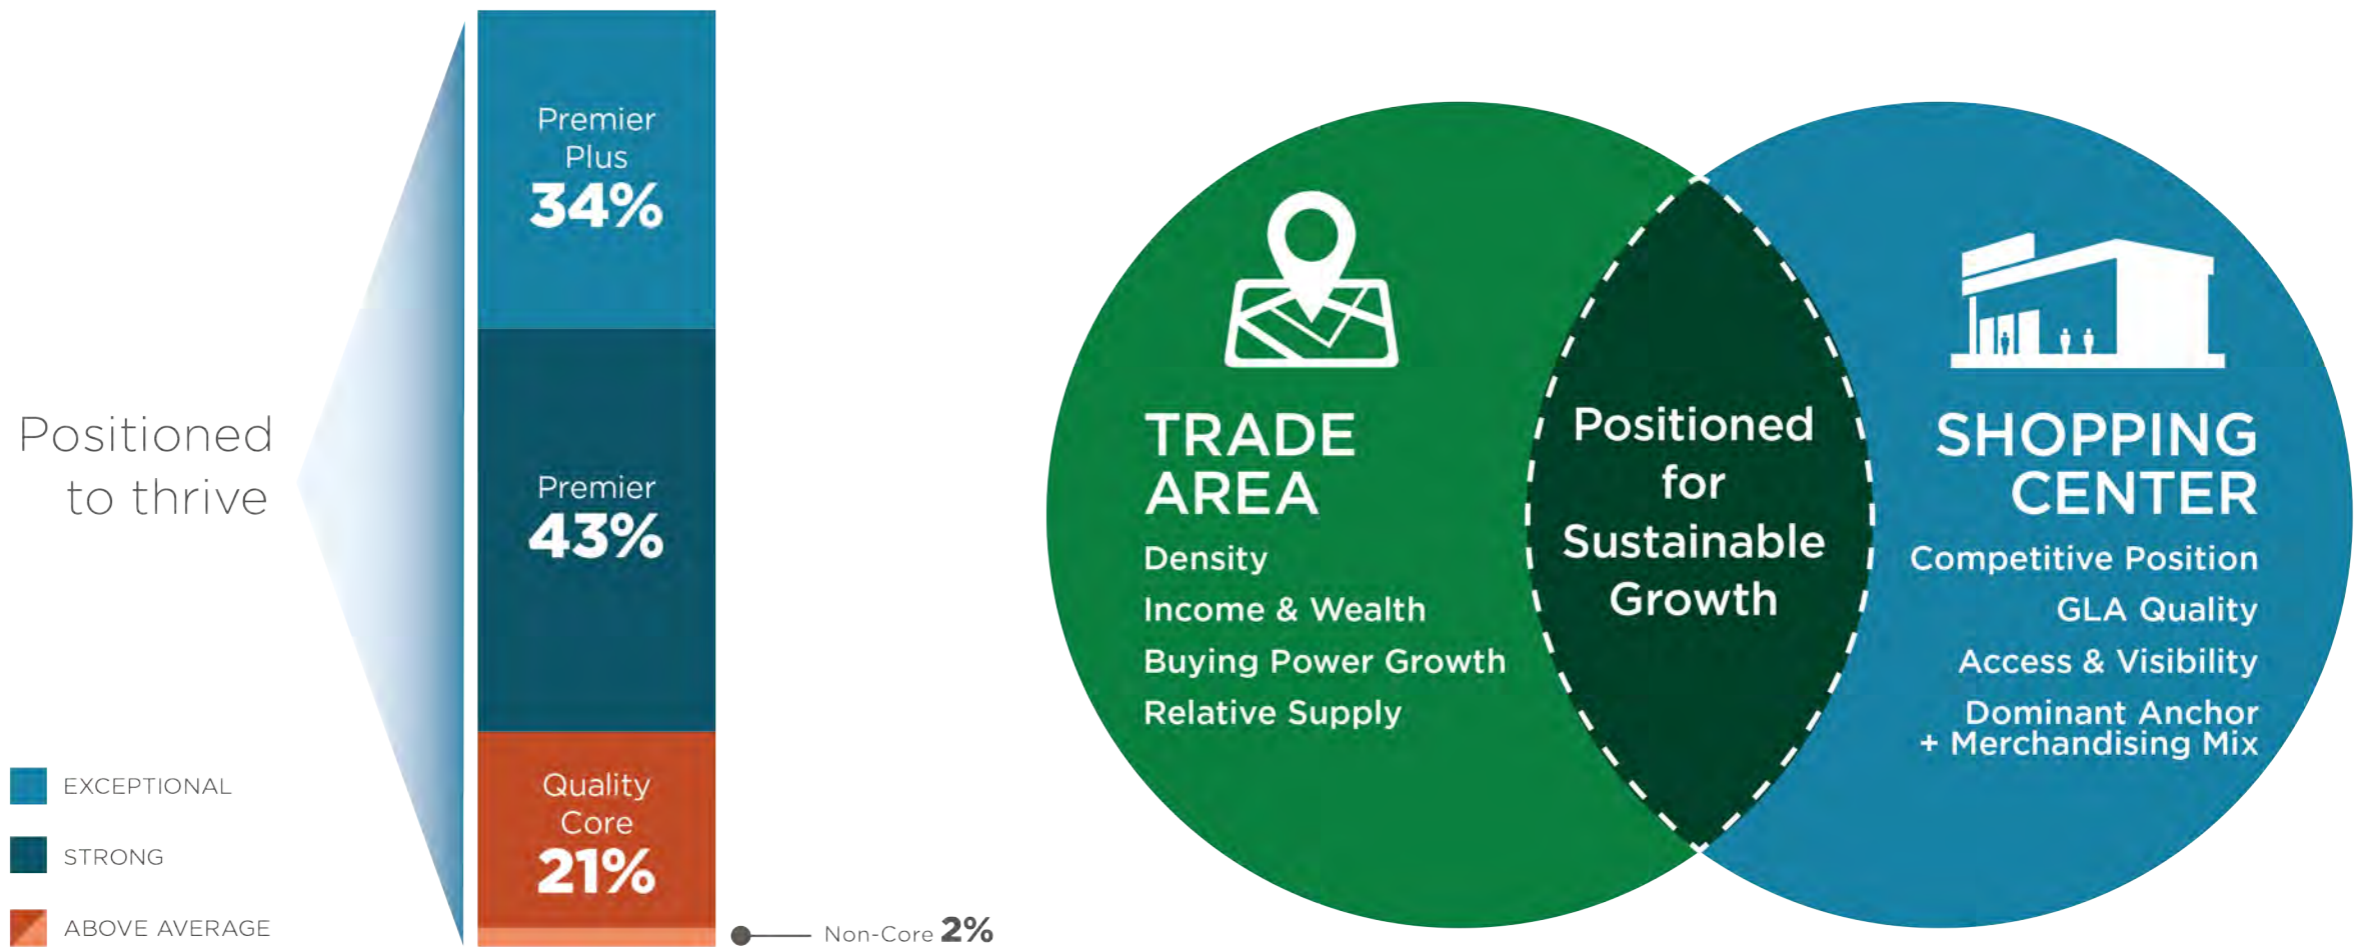 Positioned
to thrive
EXCEPTIONAL
STRONG
ABOVE AVERAGE
Premier
Plus
34%
Premier
43%
Quality
Core
21%
Non-Core 2%
TRADE
AREA
Density
Income & Wealth
Buying Power Growth
Relative Supply
Positioned
for
Sustainable
Growth
SHOPPING
CENTER
Competitive Position
GLA Quality
Access & Visibility
Dominant Anchor
+ Merchandising Mix